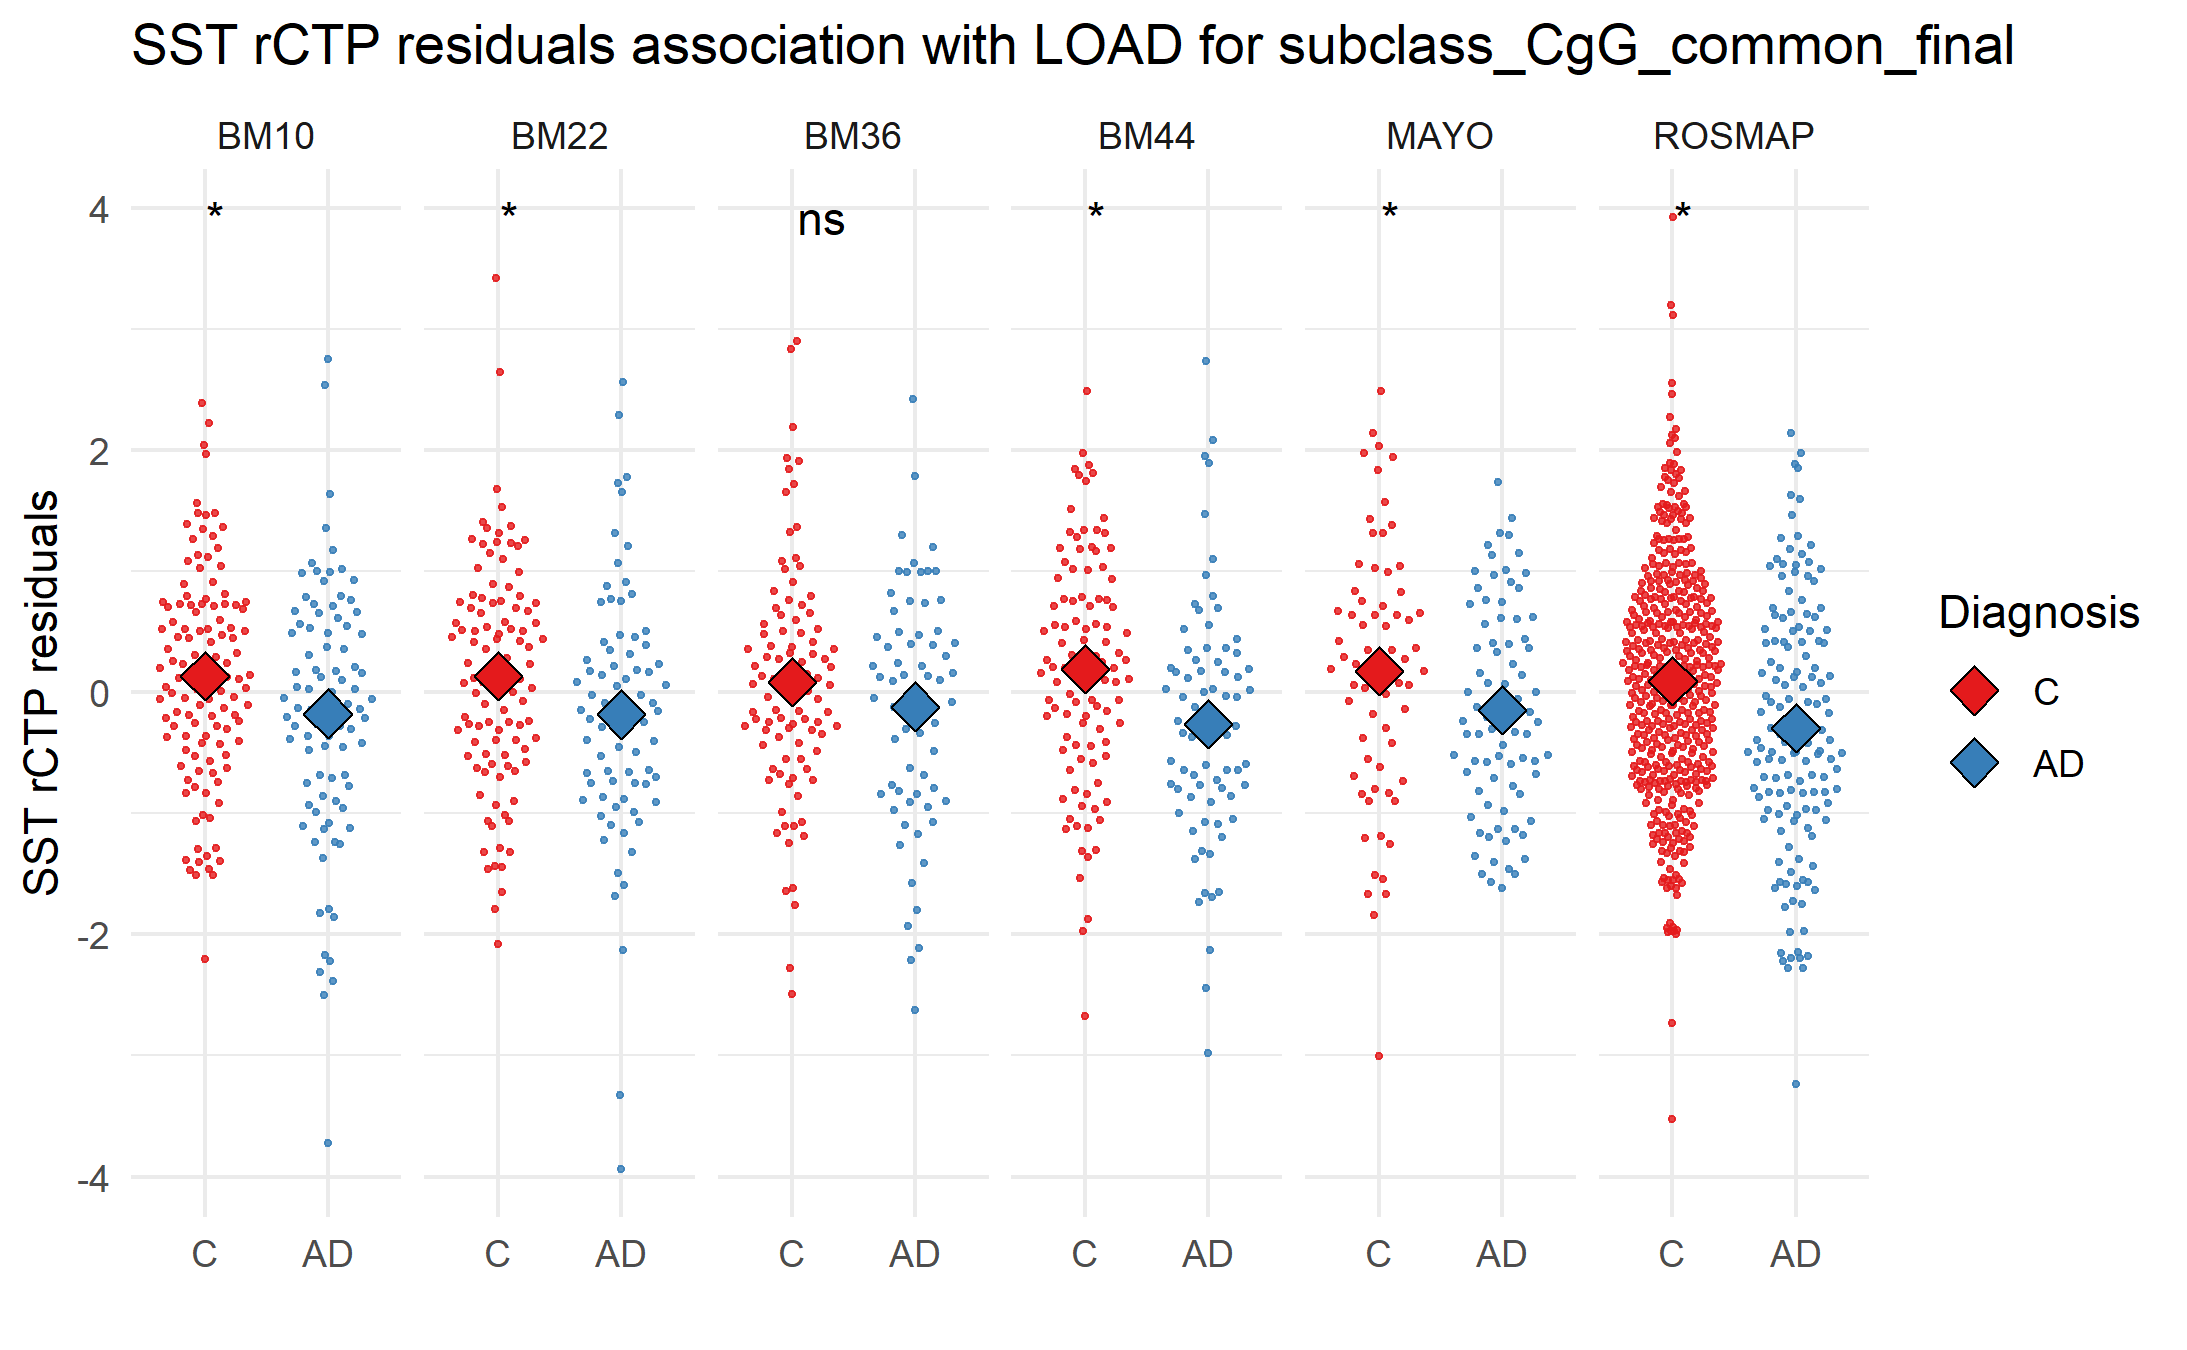 SST rCTP residuals association with LOAD for subclass_CgG_common_final
BM10 BM22 BM36 BM44 MAYO ROSMAP
* * ns * * *
4
2
0
-2
-4
SST rCTP residuals
C AD C AD C AD C AD C AD C AD
Diagnosis
C
AD